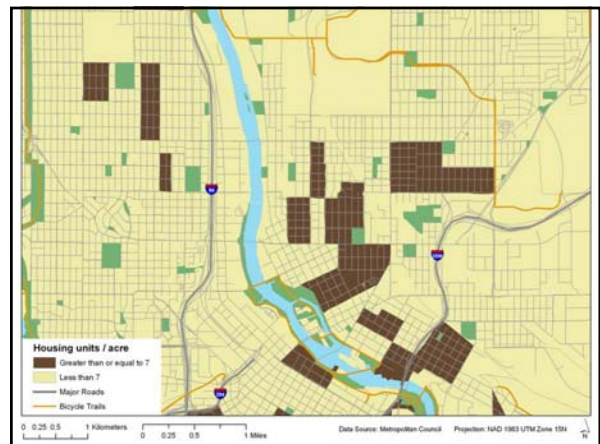 94
35W
394
Housing units / acre
Greater than or equal to 7
Less than 7
Major Roads
Bicycle Trails
0 0.25 0.5 1 Kilometers
0 0.25 0.5 1 Miles
Data Source: Metropolitan Council Projection: NAD 1983 UTM Zone 15N
N